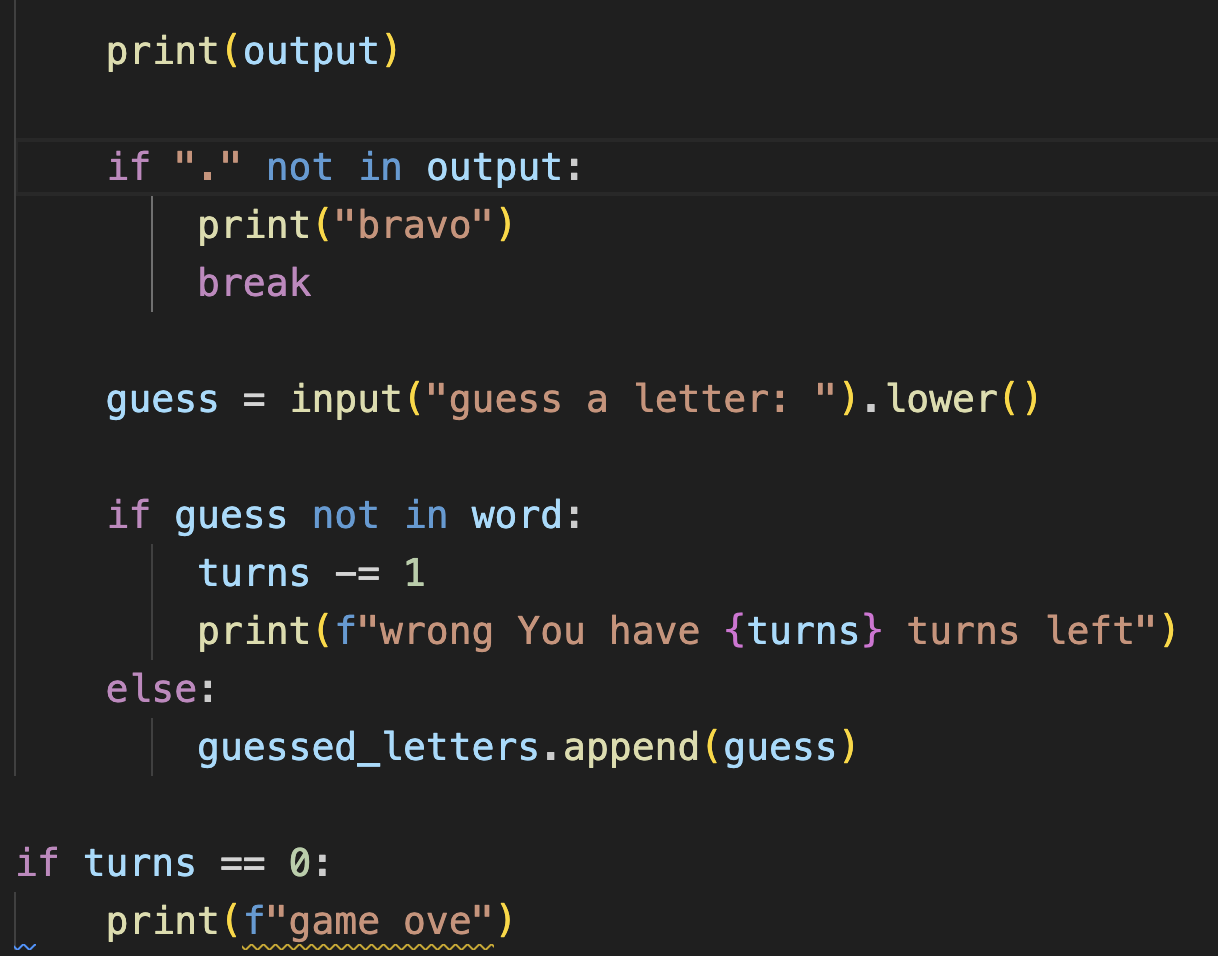 print(output)
if "." not in output:
print("bravo")
break
guess = input("guess a letter: ").lower()
if guess not in word:
turns -= 1
print(f"wrong You have {turns} turns left")
else:
guessed_letters.append(guess)
if turns == 0:
print(f"game ove")